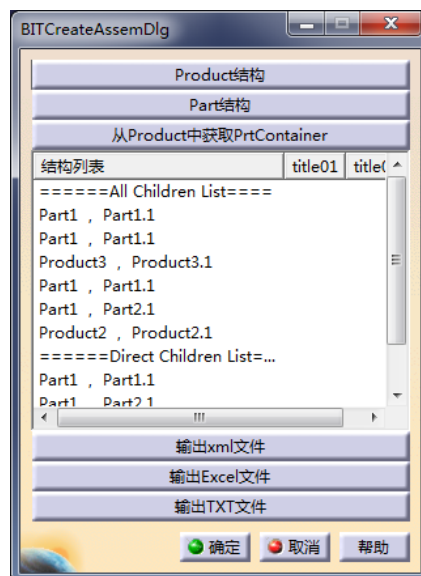 BITCreateAssemDlg
Product结构
Part结构
从Product中获取PrtContainer
结构列表 title01 title(
======All Children List====
Part1 , Part1.1
Part1 , Part1.1
Product3 , Product3.1
Part1 , Part1.1
Part1 , Part2.1
Product2 , Product2.1
======Direct Children List=...
Part1 , Part1.1
Part1 , Part2.1
输出xml文件
输出Excel文件
输出TXT文件
确定 取消 帮助